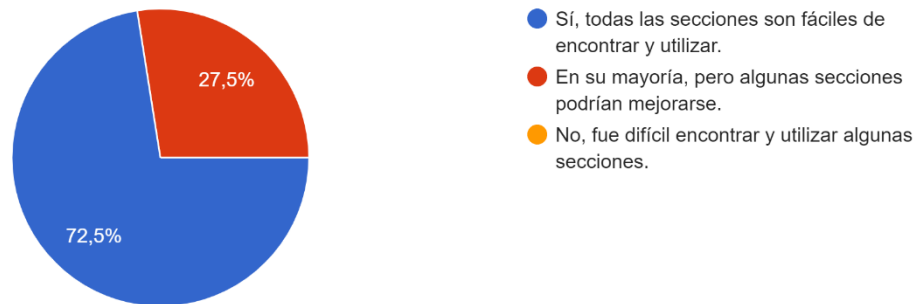 27,5%
72,5%
Sí, todas las secciones son fáciles de
encontrar y utilizar.
En su mayoría, pero algunas secciones
podrían mejorarse.
No, fue difícil encontrar y utilizar algunas
secciones.